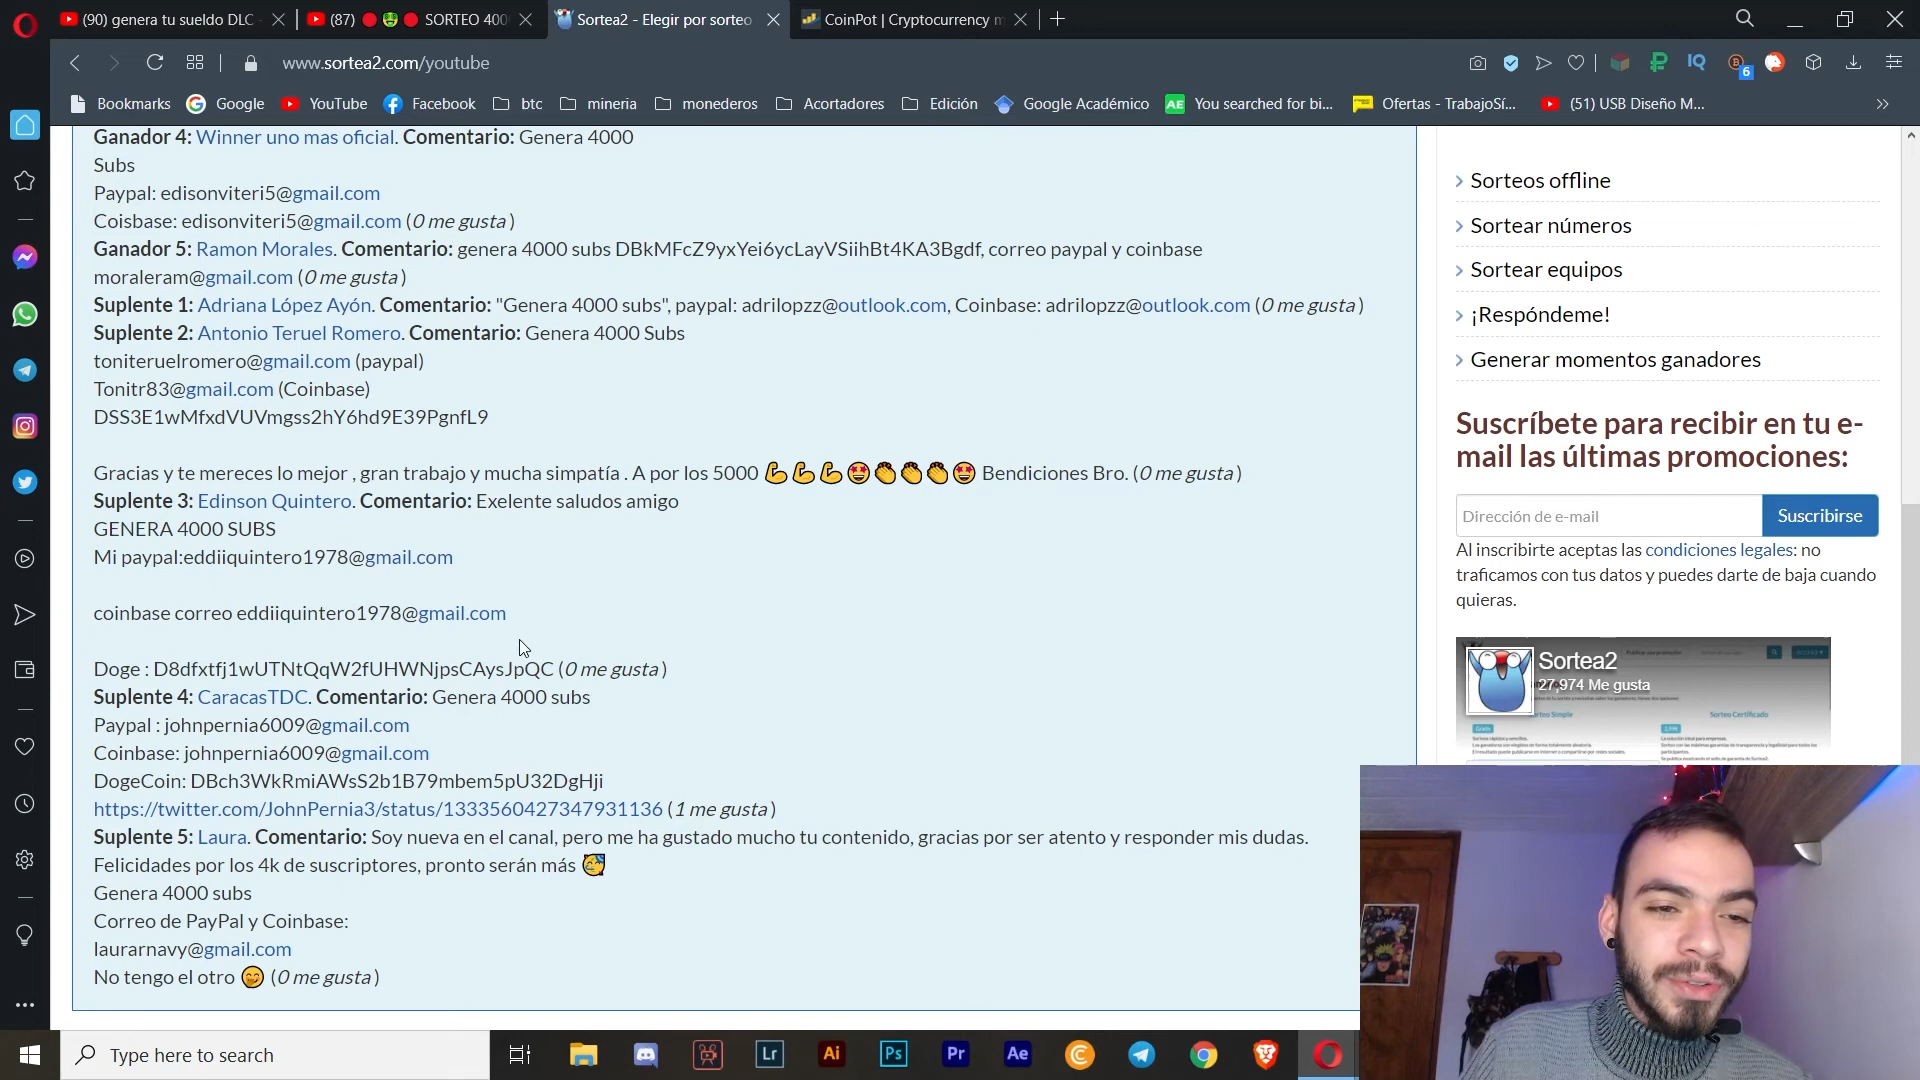 (90) genera tu sueldo DLC -
(87) 🔴🤑🔴 SORTEO 400
Sortea2 - Elegir por sorteo
CoinPot | Cryptocurrency m
www.sortea2.com/youtube
IQ
6
Bookmarks
Google
YouTube
Facebook
btc
mineria
monederos
Acortadores
Edición
Google Académico
AE
You searched for bi...
Ofertas - TrabajoSí...
(51) USB Diseño M...
Ganador 4: Winner uno mas oficial. Comentario: Genera 4000
Subs
Paypal: edisonviteri5@gmail.com
Coisbase: edisonviteri5@gmail.com (0 me gusta)
Ganador 5: Ramon Morales. Comentario: genera 4000 subs DBkMFcZ9yxYei6ycLayVSiihBt4KA3Bgdf, correo paypal y coinbase
moraleram@gmail.com (0 me gusta)
Suplente 1: Adriana López Ayón. Comentario: "Genera 4000 subs", paypal: adrilopzz@outlook.com, Coinbase: adrilopzz@outlook.com (0 me gusta)
Suplente 2: Antonio Teruel Romero. Comentario: Genera 4000 Subs
toniteruelromero@gmail.com (paypal)
Tonitr83@gmail.com (Coinbase)
DSS3E1wMfxdVUVmgss2hY6hd9E39PgnfL9
Gracias y te mereces lo mejor , gran trabajo y mucha simpatía . A por los 5000 💪💪💪🤩👏👏👏🤩 Bendiciones Bro. (0 me gusta)
Suplente 3: Edinson Quintero. Comentario: Exelente saludos amigo
GENERA 4000 SUBS
Mi paypal:eddiiquintero1978@gmail.com
coinbase correo eddiiquintero1978@gmail.com
Doge : D8dfxtfj1wUTNtQqW2fUHWNjpsCAysJpQC (0 me gusta)
Suplente 4: CaracasTDC. Comentario: Genera 4000 subs
Paypal : johnpernia6009@gmail.com
Coinbase: johnpernia6009@gmail.com
DogeCoin: DBch3WkRmiAWsS2b1B79mbem5pU32DgHji
https://twitter.com/JohnPernia3/status/1333560427347931136 (1 me gusta)
Suplente 5: Laura. Comentario: Soy nueva en el canal, pero me ha gustado mucho tu contenido, gracias por ser atento y responder mis dudas.
Felicidades por los 4k de suscriptores, pronto serán más 🥳
Genera 4000 subs
Correo de PayPal y Coinbase:
laurarnavy@gmail.com
No tengo el otro 🤭 (0 me gusta)
Sorteos offline
Sortear números
Sortear equipos
¡Respóndeme!
Generar momentos ganadores
Suscríbete para recibir en tu e-
mail las últimas promociones:
Dirección de e-mail
Suscribirse
Al inscribirte aceptas las condiciones legales: no
traficamos con tus datos y puedes darte de baja cuando
quieras.
Sortea2
27,974 Me gusta
Sorteo Certificado
Type here to search
Lr
Ai
Ps
Pr
Ae